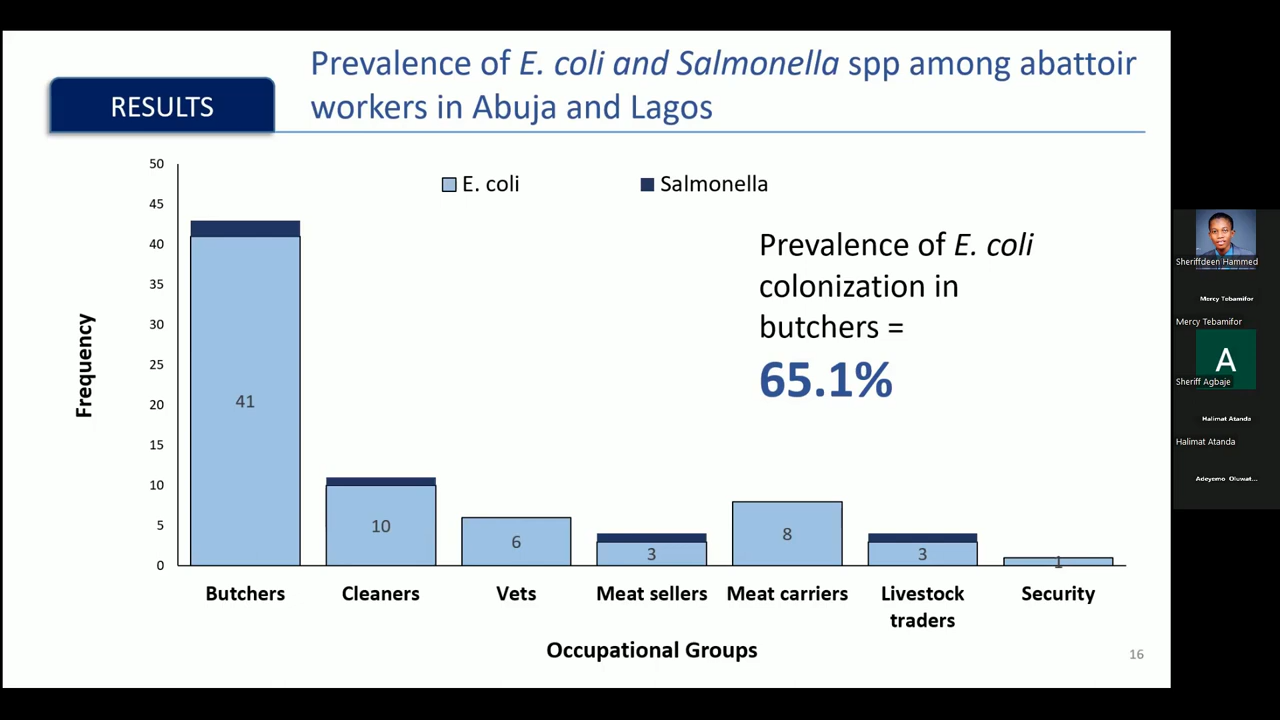 Prevalence of E. coli and Salmonella spp among abattoir
workers in Abuja and Lagos
RESULTS
50
45
40
35
30
25
20
15
10
5
0
Frequency
E. coli
Salmonella
Prevalence of E. coli
colonization in
butchers =
65.1%
41
10
6
3
8
3
1
Butchers
Cleaners
Vets
Meat sellers
Meat carriers
Livestock
traders
Security
Occupational Groups
16
Sheriffdeen Hammed
Mercy Tebamifor
Mercy Tebamifor
A
Sheriff Agbaje
Halimat Atanda
Halimat Atanda
Adeyemo Oluwat...